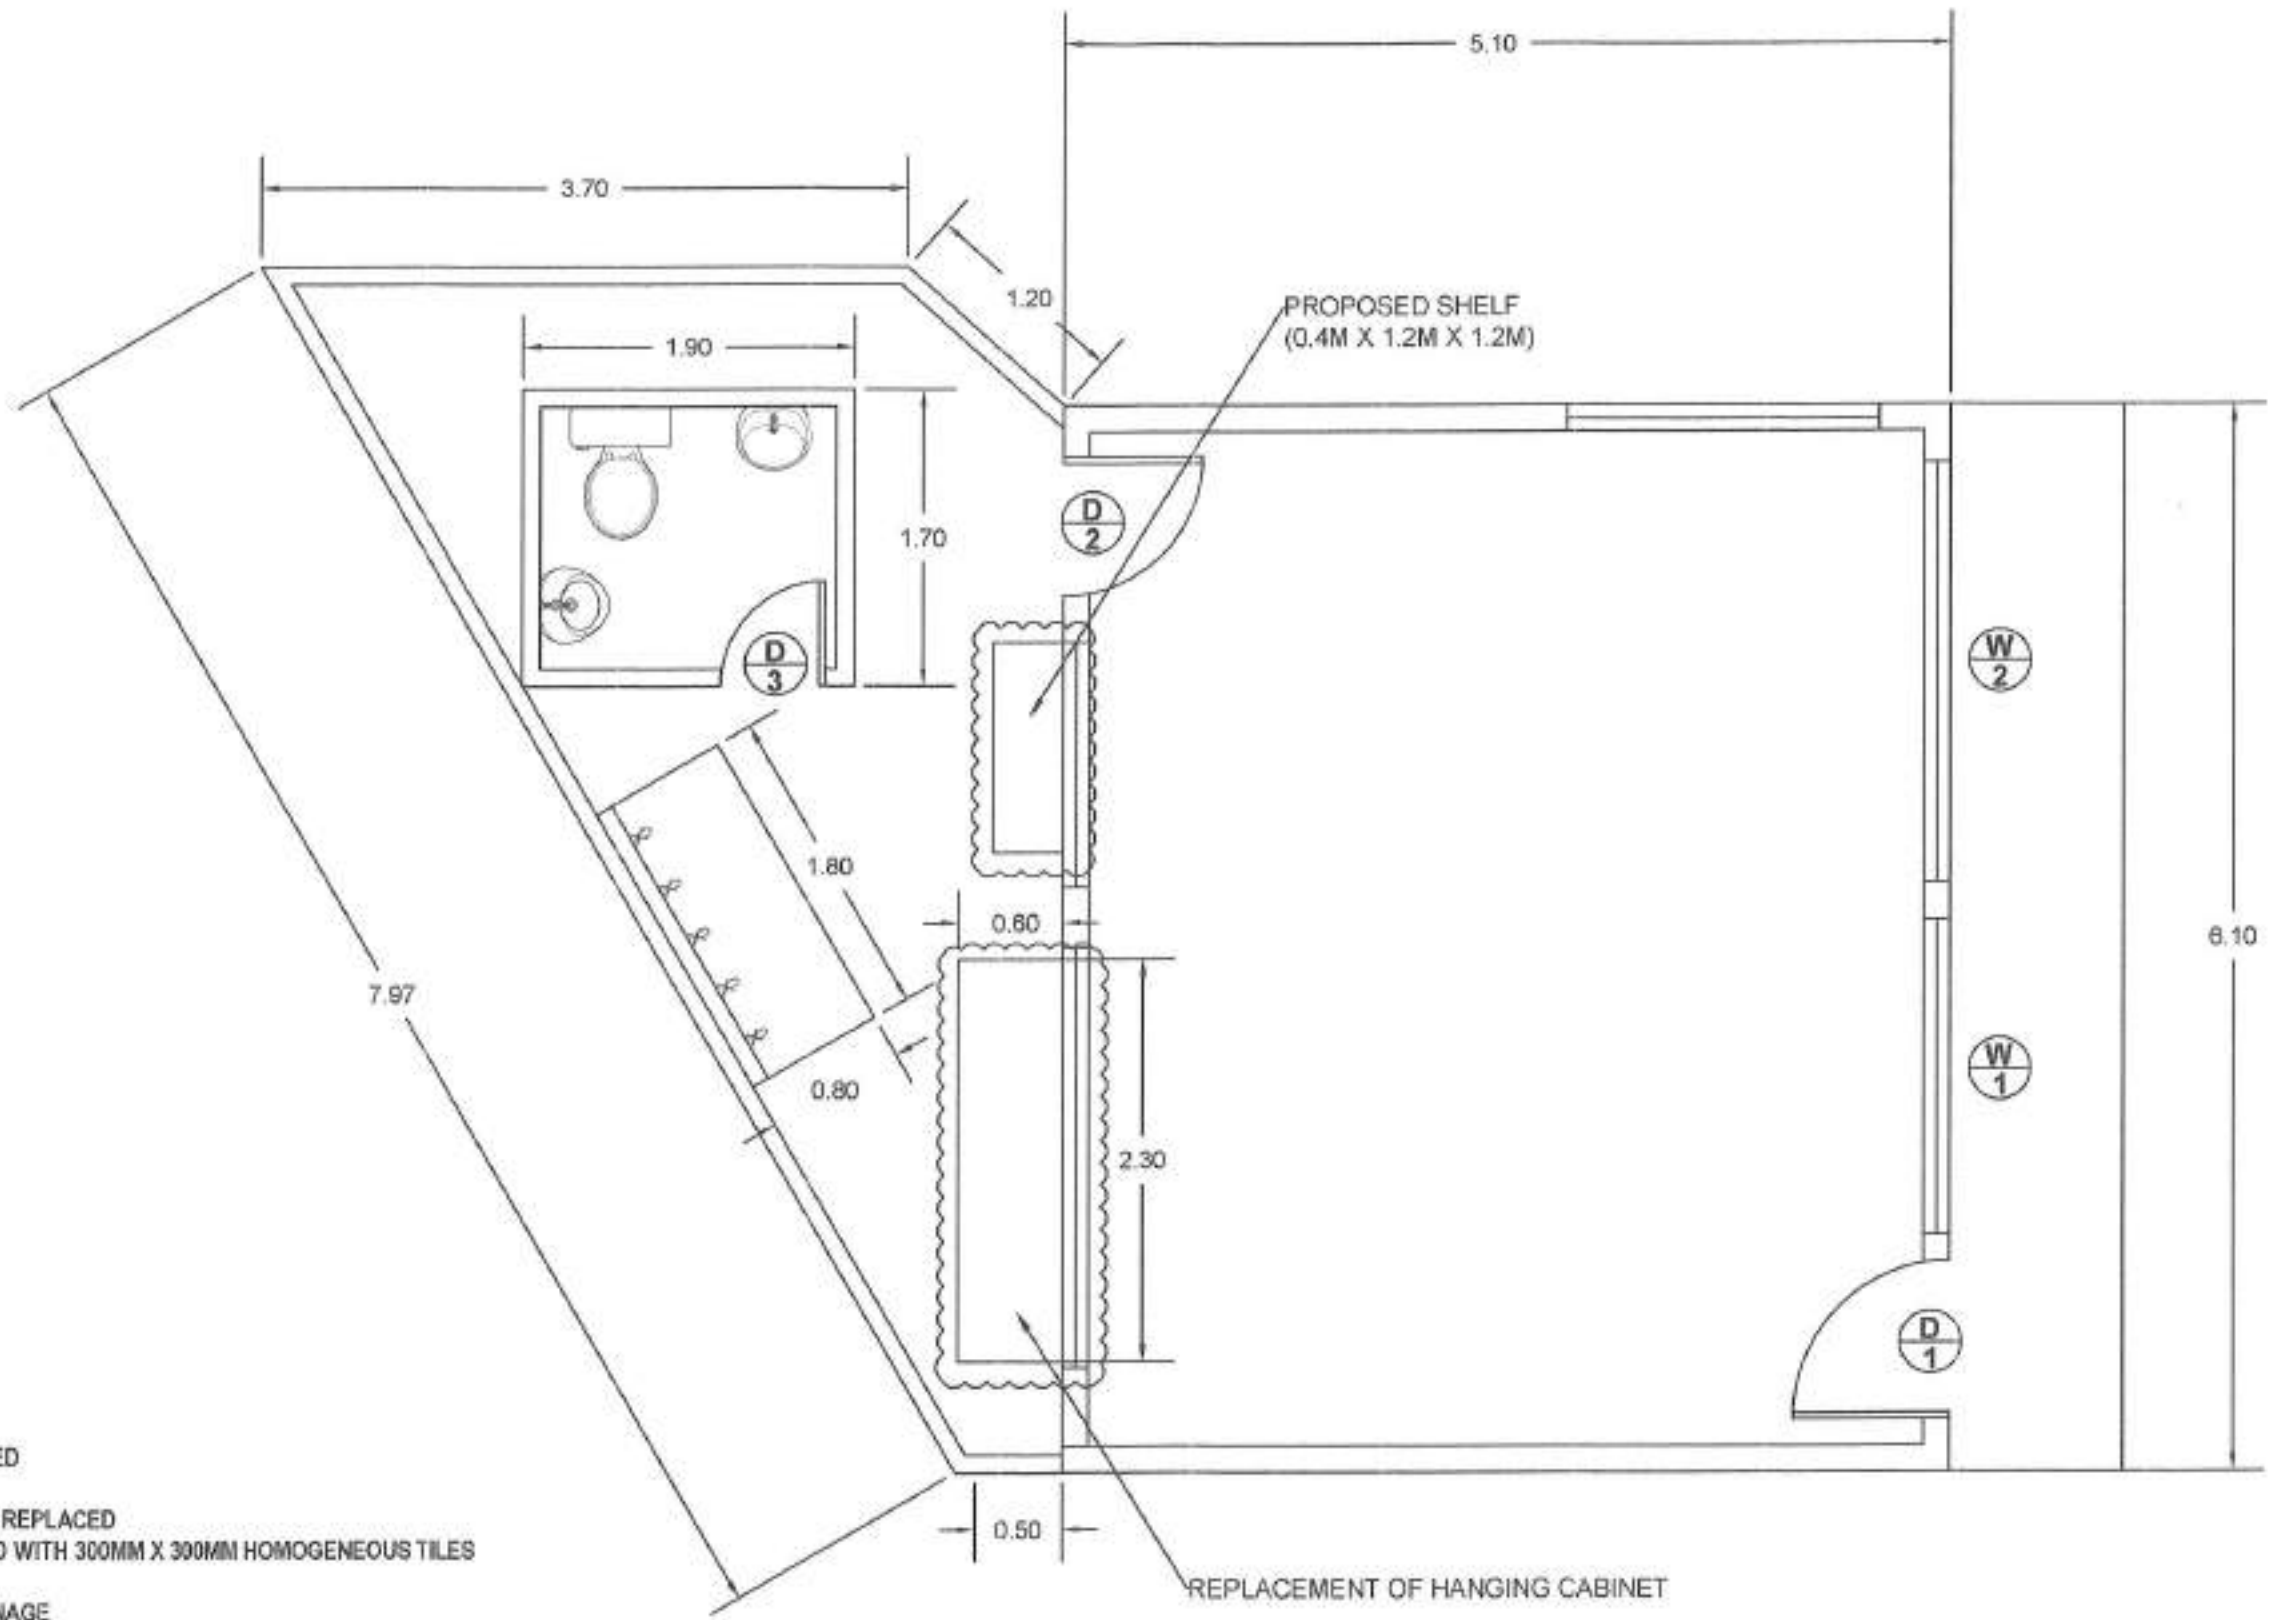 5.10
3.70
1.20
PROPOSED SHELF
(0.4M X 1.2M X 1.2M)
1.90
1.70
D
2
D
3
W
2
1.80
0.60
6.10
7.97
W
1
0.80
2.30
D
1
ED
REPLACED
WITH 300MM X 300MM HOMOGENEOUS TILES
0.50
REPLACEMENT OF HANGING CABINET
NAGE